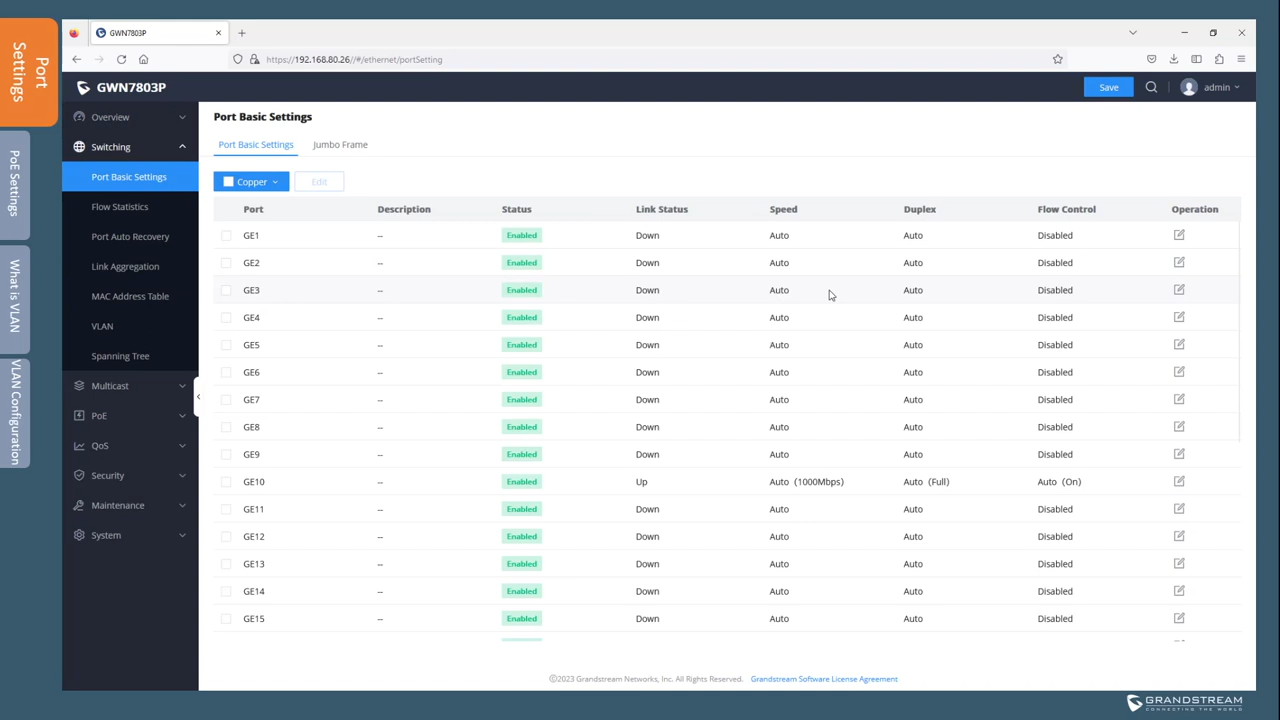 Port
Settings
PoE Settings
What is VLAN
VLAN Configuration
GWN7803P
https://192.168.80.26//#/ethernet/portSetting
GWN7803P
Save
admin
Overview
Switching
Port Basic Settings
Flow Statistics
Port Auto Recovery
Link Aggregation
MAC Address Table
VLAN
Spanning Tree
Multicast
PoE
QoS
Security
Maintenance
System
Port Basic Settings
Port Basic Settings Jumbo Frame
Copper Edit
Port Description Status Link Status Speed Duplex Flow Control Operation
GE1 -- Enabled Down Auto Auto Disabled
GE2 -- Enabled Down Auto Auto Disabled
GE3 -- Enabled Down Auto Auto Disabled
GE4 -- Enabled Down Auto Auto Disabled
GE5 -- Enabled Down Auto Auto Disabled
GE6 -- Enabled Down Auto Auto Disabled
GE7 -- Enabled Down Auto Auto Disabled
GE8 -- Enabled Down Auto Auto Disabled
GE9 -- Enabled Down Auto Auto Disabled
GE10 -- Enabled Up Auto (1000Mbps) Auto (Full) Auto (On)
GE11 -- Enabled Down Auto Auto Disabled
GE12 -- Enabled Down Auto Auto Disabled
GE13 -- Enabled Down Auto Auto Disabled
GE14 -- Enabled Down Auto Auto Disabled
GE15 -- Enabled Down Auto Auto Disabled
©2023 Grandstream Networks, Inc. All Rights Reserved. Grandstream Software License Agreement
GRANDSTREAM
CONNECTING THE WORLD